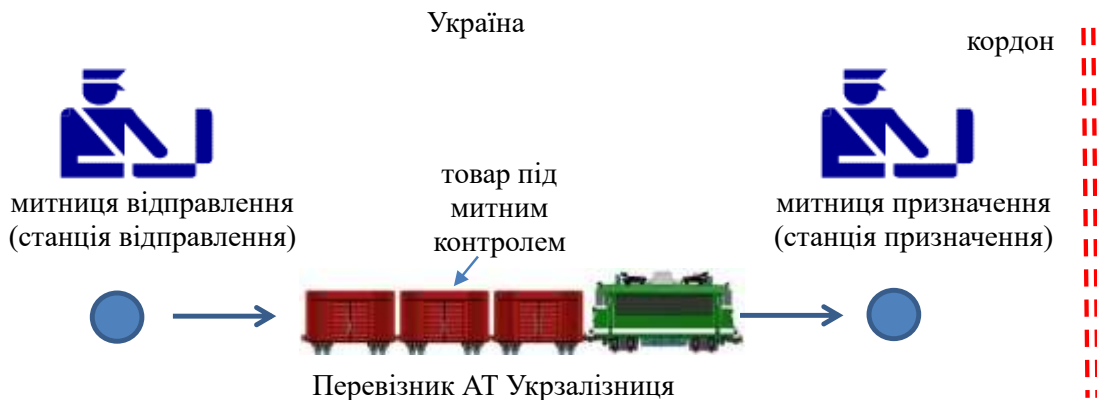 Україна
кордон
митниця відправлення
(станція відправлення)
товар під
митним
контролем
митниця призначення
(станція призначення)
Перевізник АТ Укрзалізниця